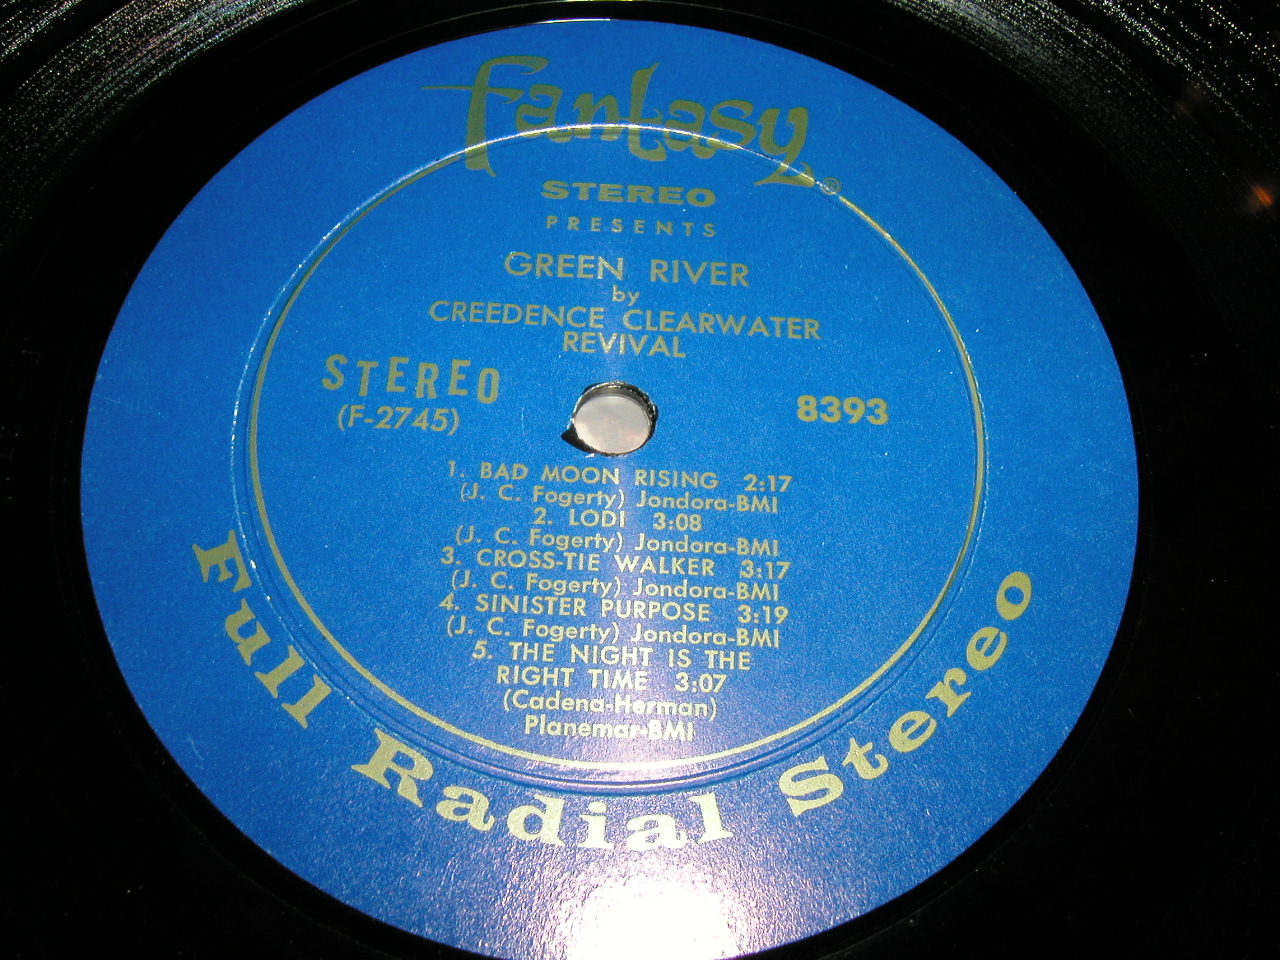 fantasy®
STEREO
PRESENTS
GREEN RIVER
by
CREEDENCE CLEARWATER
REVIVAL
STEREO
(F-2745)
8393
1. BAD MOON RISING 2:17
(J. C. Fogerty) Jondora-BMI
2. LODI 3:08
(J. C. Fogerty) Jondora-BMI
3. CROSS-TIE WALKER 3:17
(J. C. Fogerty) Jondora-BMI
4. SINISTER PURPOSE 3:19
(J. C. Fogerty) Jondora-BMI
5. THE NIGHT IS THE
RIGHT TIME 3:07
(Cadena-Herman)
Planemar-BMI
Full Radial Stereo